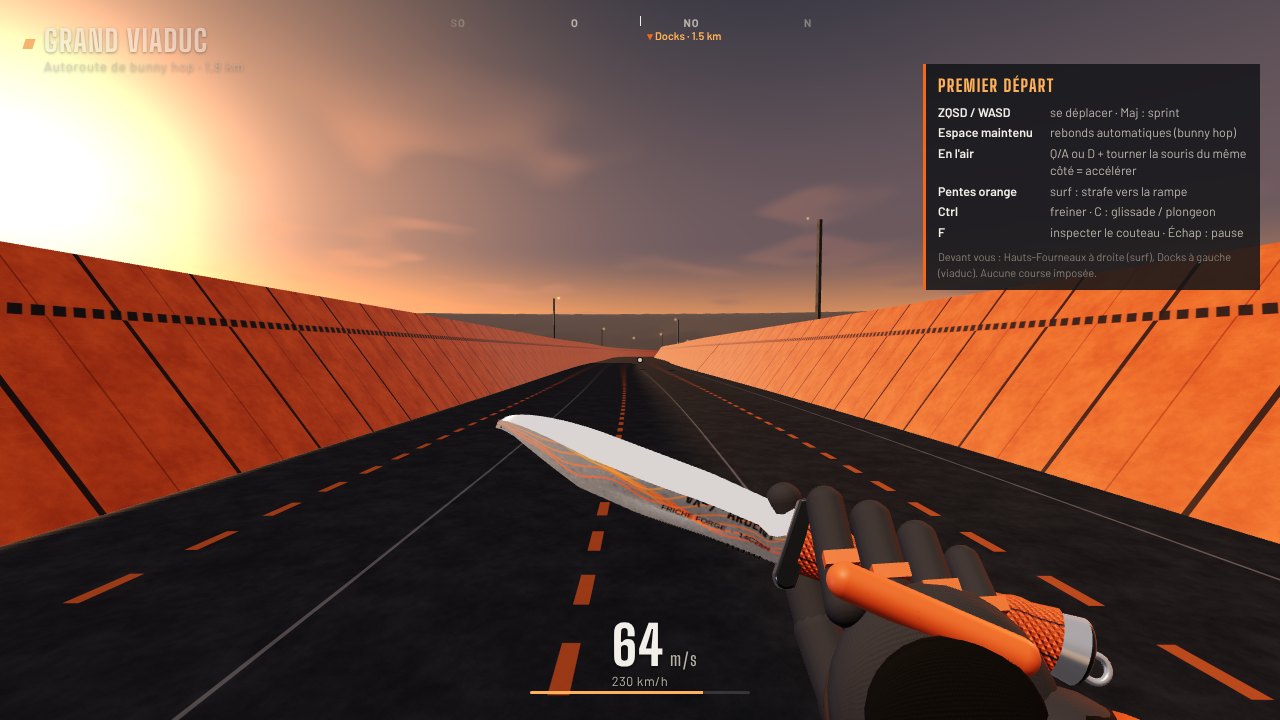 SO O NO N
Docks · 1.5 km
GRAND VIADUC
Autoroute de bunny hop · 1,8 km
PREMIER DÉPART
ZQSD / WASD se déplacer · Maj : sprint
Espace maintenu rebonds automatiques (bunny hop)
En l'air Q/A ou D + tourner la souris du même
côté = accélérer
Pentes orange surf : strafe vers la rampe
Ctrl freiner · C : glissade / plongeon
F inspecter le couteau · Échap : pause
Devant vous : Hauts-Fourneaux à droite (surf), Docks à gauche
(viaduc). Aucune course imposée.
FRICHE FORGE
64 m/s
230 km/h